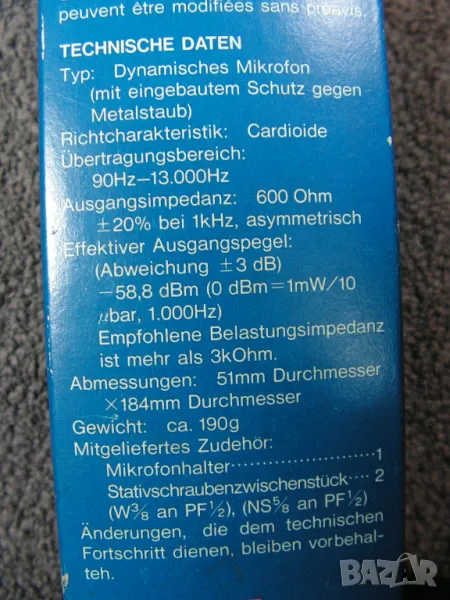 peuvent être modifiées sans préavis.
TECHNISCHE DATEN
Typ: Dynamisches Mikrofon
(mit eingebautem Schutz gegen
Metalstaub)
Richtcharakteristik: Cardioide
Übertragungsbereich:
90Hz—13.000Hz
Ausgangsimpedanz: 600 Ohm
±20% bei 1kHz, asymmetrisch
Effektiver Ausgangspegel:
(Abweichung ±3 dB)
—58,8 dBm (0 dBm=1mW/10
µbar, 1.000Hz)
Empfohlene Belastungsimpedanz
ist mehr als 3kOhm.
Abmessungen: 51mm Durchmesser
×184mm Durchmesser
Gewicht: ca. 190g
Mitgeliefertes Zudehör:
Mikrofonhalter····················1
Stativschraubenzwischenstück····2
(W3/8 an PF1/2), (NS5/8 an PF1/2)
Änderungen, die dem technischen
Fortschritt dienen, bleiben vorbehal-
teh.
BAZAR